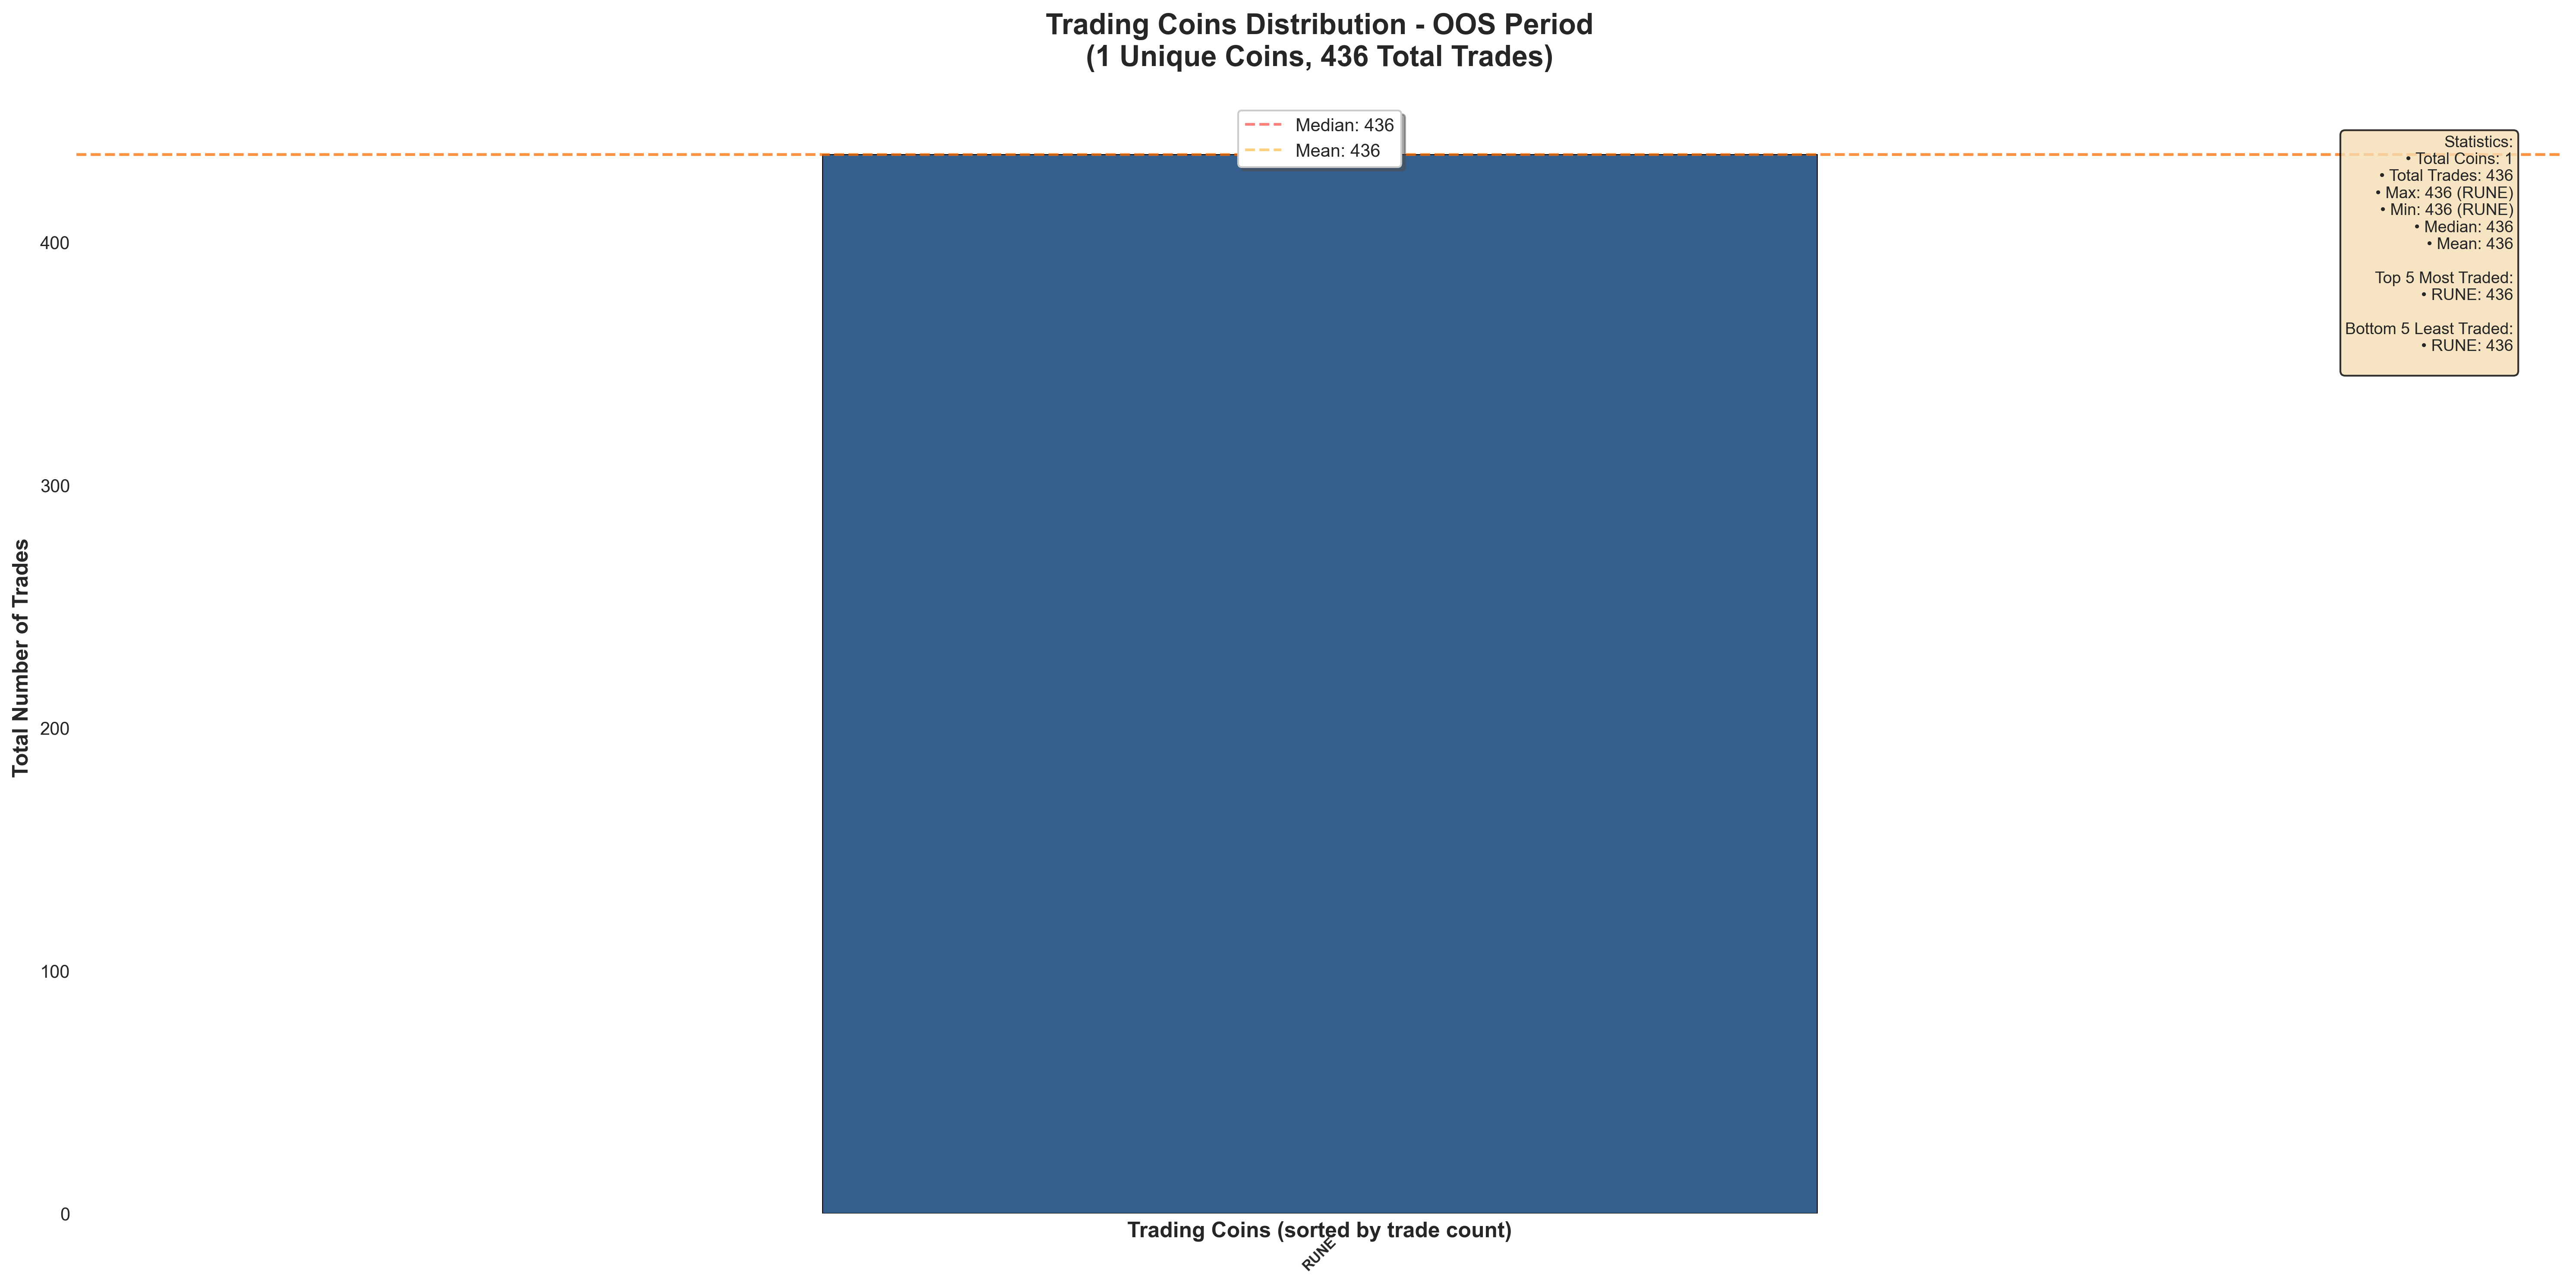 Trading Coins Distribution - OOS Period
(1 Unique Coins, 436 Total Trades)
Median: 436
Mean: 436
Statistics:
• Total Coins: 1
• Total Trades: 436
• Max: 436 (RUNE)
• Min: 436 (RUNE)
• Median: 436
• Mean: 436
Top 5 Most Traded:
• RUNE: 436
Bottom 5 Least Traded:
• RUNE: 436
Total Number of Trades
400
300
200
100
0
Trading Coins (sorted by trade count)
RUNE